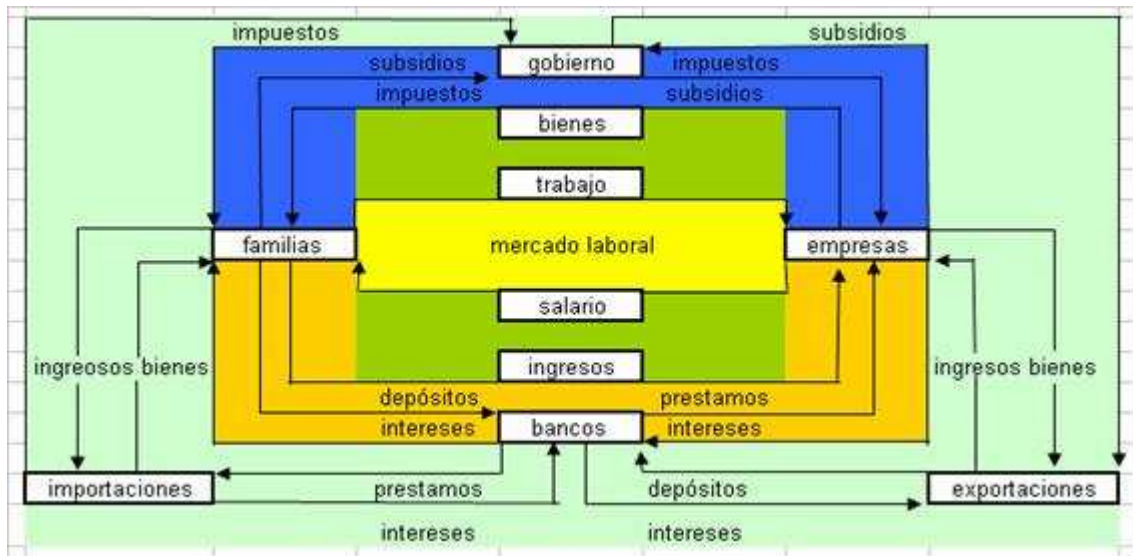 impuestos subsidios
subsidios gobierno impuestos
impuestos subsidios
bienes
trabajo
familias mercado laboral empresas
salario
ingreosos bienes ingresos ingresos bienes
depósitos prestamos
intereses bancos intereses
importaciones prestamos depósitos exportaciones
intereses intereses